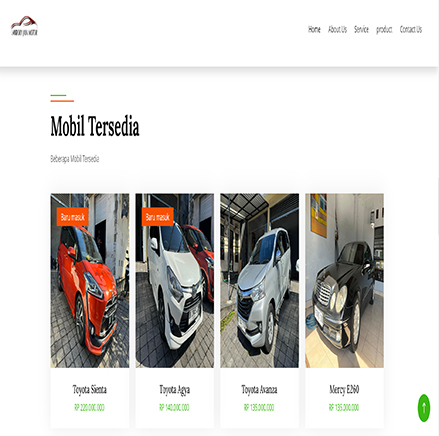 Home About Us Service product Contact Us
Mobil Tersedia
Beberapa Mobil Tersedia
Baru masuk
Baru masuk
Toyota Sienta
Toyota Agya
Toyota Avanza
Mercy E260
RP 220.000.000
RP 140.000.000
RP 135.000.000
RP 135.000.000